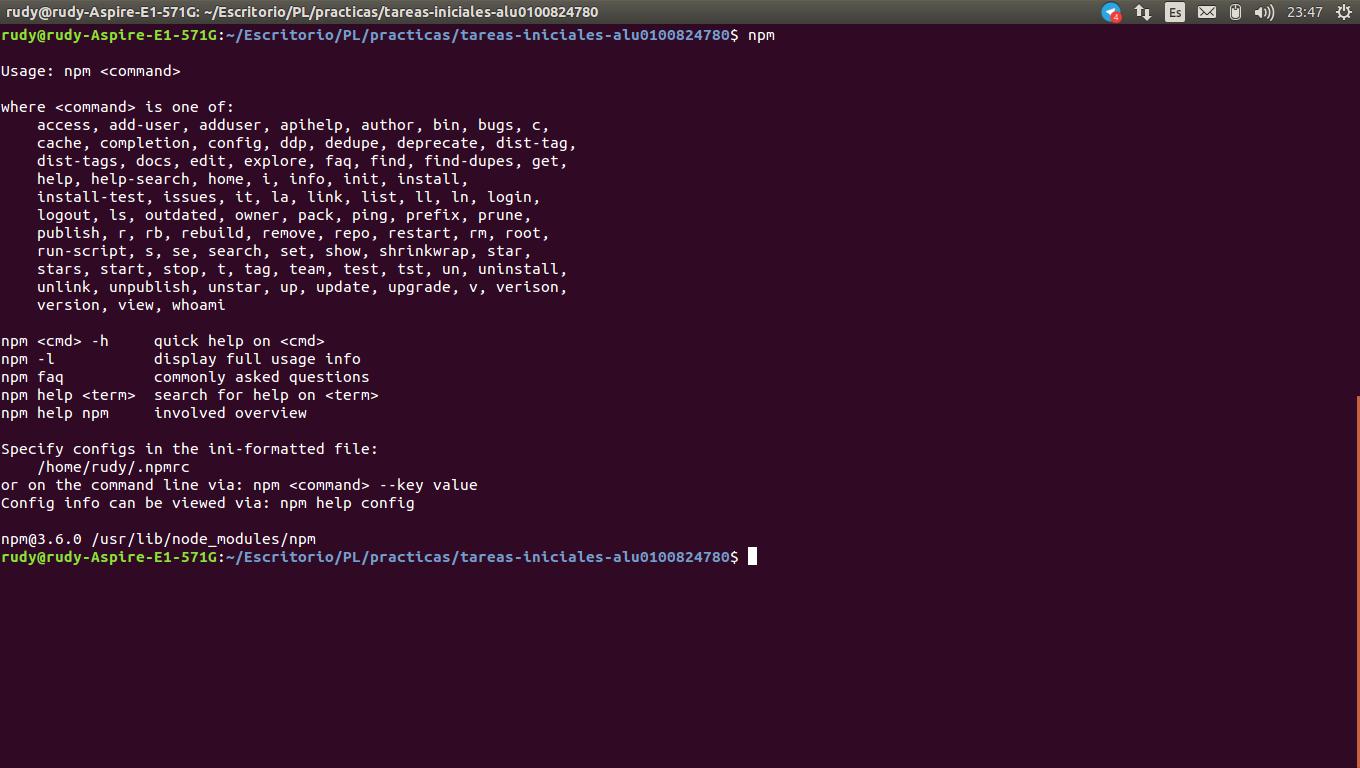 rudy@rudy-Aspire-E1-571G: ~/Escritorio/PL/practicas/tareas-iniciales-alu0100824780
4
Es
23:47
rudy@rudy-Aspire-E1-571G:~/Escritorio/PL/practicas/tareas-iniciales-alu0100824780$ npm
Usage: npm <command>
where <command> is one of:
    access, add-user, adduser, apihelp, author, bin, bugs, c,
    cache, completion, config, ddp, dedupe, deprecate, dist-tag,
    dist-tags, docs, edit, explore, faq, find, find-dupes, get,
    help, help-search, home, i, info, init, install,
    install-test, issues, it, la, link, list, ll, ln, login,
    logout, ls, outdated, owner, pack, ping, prefix, prune,
    publish, r, rb, rebuild, remove, repo, restart, rm, root,
    run-script, s, se, search, set, show, shrinkwrap, star,
    stars, start, stop, t, tag, team, test, tst, un, uninstall,
    unlink, unpublish, unstar, up, update, upgrade, v, verison,
    version, view, whoami
npm <cmd> -h     quick help on <cmd>
npm -l           display full usage info
npm faq          commonly asked questions
npm help <term>  search for help on <term>
npm help npm     involved overview
Specify configs in the ini-formatted file:
    /home/rudy/.npmrc
or on the command line via: npm <command> --key value
Config info can be viewed via: npm help config
npm@3.6.0 /usr/lib/node_modules/npm
rudy@rudy-Aspire-E1-571G:~/Escritorio/PL/practicas/tareas-iniciales-alu0100824780$